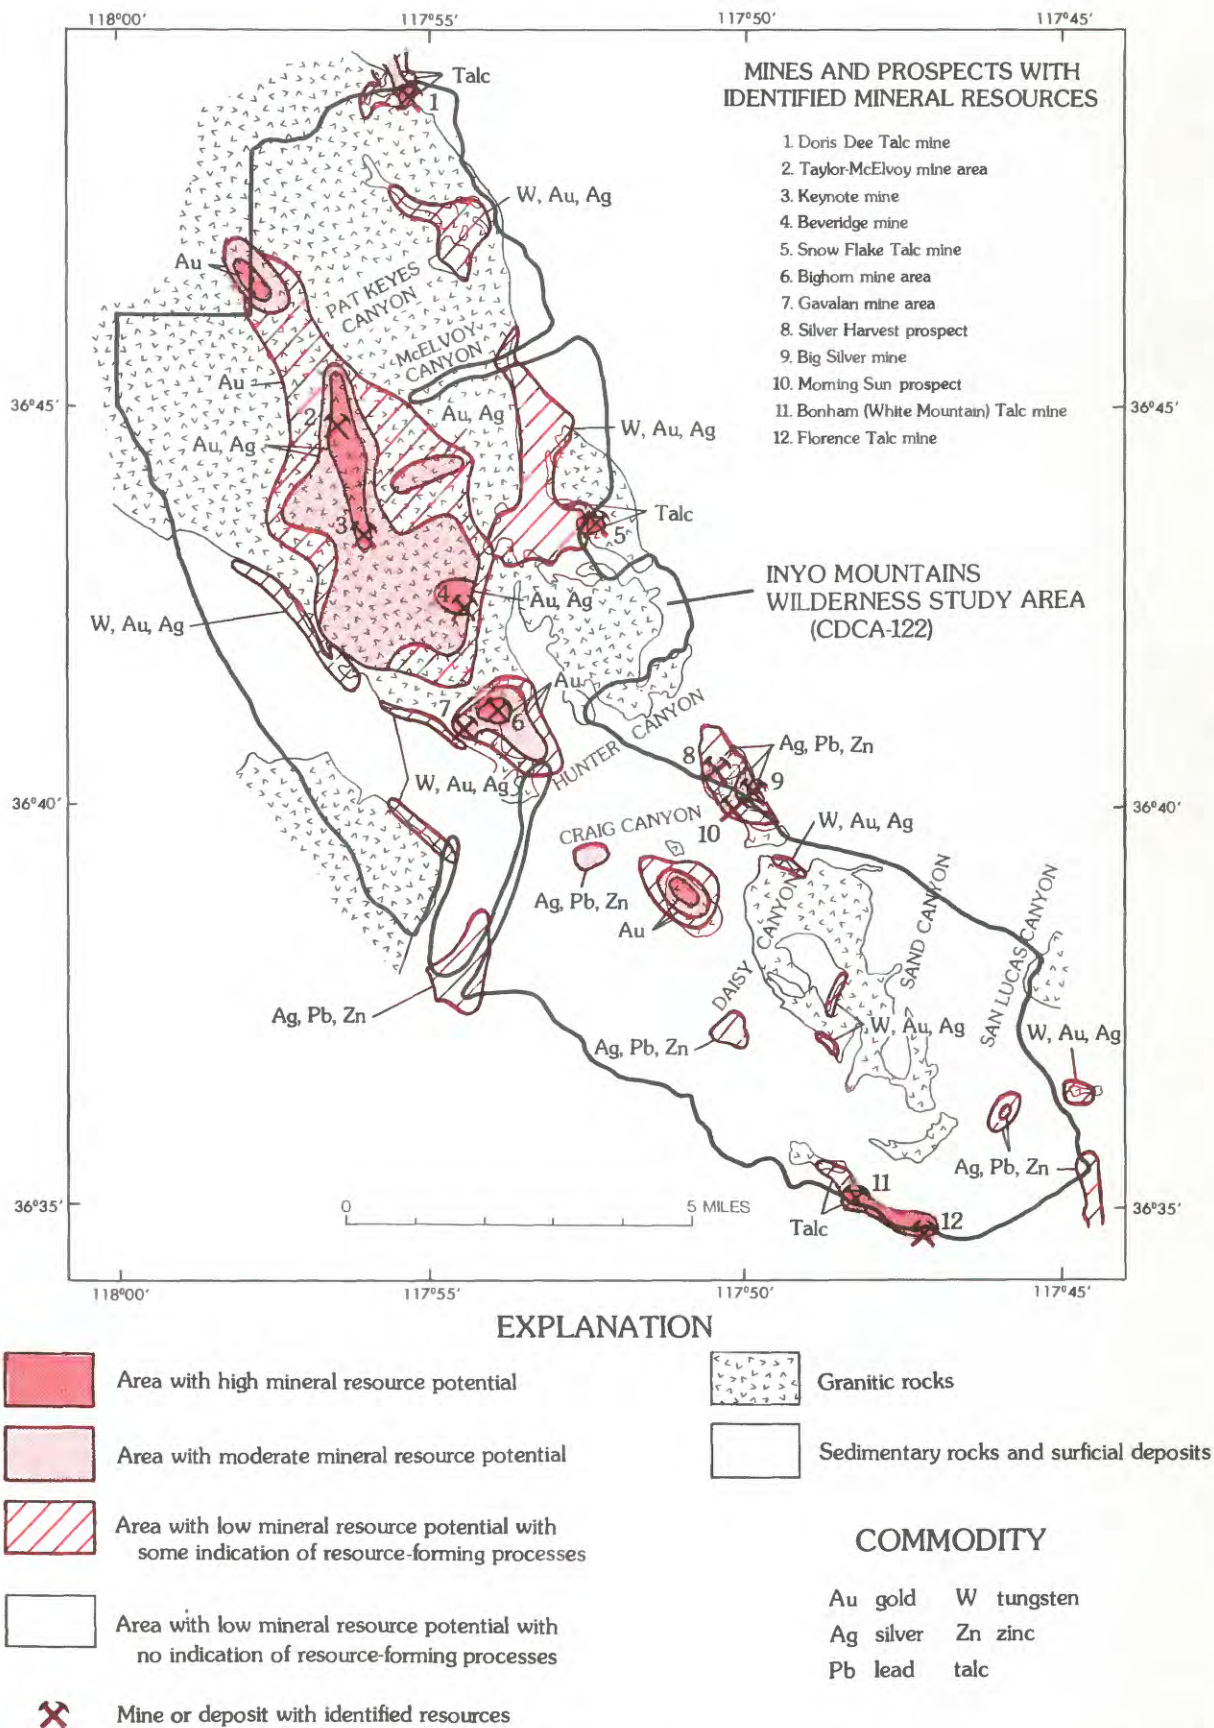 118°00′ 117°55′ 117°50′ 117°45′
MINES AND PROSPECTS WITH
IDENTIFIED MINERAL RESOURCES
1. Doris Dee Talc mine
2. Taylor-McElvoy mine area
3. Keynote mine
4. Beveridge mine
5. Snow Flake Talc mine
6. Bighorn mine area
7. Gavalan mine area
8. Silver Harvest prospect
9. Big Silver mine
10. Morning Sun prospect
11. Bonham (White Mountain) Talc mine
12. Florence Talc mine
Talc
1
W, Au, Ag
Au
PAT KEYES
CANYON
McELVOY
CANYON
Au
36°45′
36°45′
2
Au, Ag
W, Au, Ag
Au, Ag
3
Talc
5
INYO MOUNTAINS
WILDERNESS STUDY AREA
(CDCA-122)
4
Au, Ag
W, Au, Ag
Au
7
6
HUNTER CANYON
8
Ag, Pb, Zn
9
W, Au, Ag
36°40′
36°40′
10
CRAIG CANYON
W, Au, Ag
Ag, Pb, Zn
Au
DAISY CANYON
SAND CANYON
SAN LUCAS CANYON
Ag, Pb, Zn
W, Au, Ag
Ag, Pb, Zn
W, Au, Ag
Ag, Pb, Zn
11
Talc
12
36°35′
36°35′
0 5 MILES
118°00′ 117°55′ 117°50′ 117°45′
EXPLANATION
Area with high mineral resource potential
Area with moderate mineral resource potential
Area with low mineral resource potential with
some indication of resource-forming processes
Area with low mineral resource potential with
no indication of resource-forming processes
Mine or deposit with identified resources
Granitic rocks
Sedimentary rocks and surficial deposits
COMMODITY
Au gold W tungsten
Ag silver Zn zinc
Pb lead talc